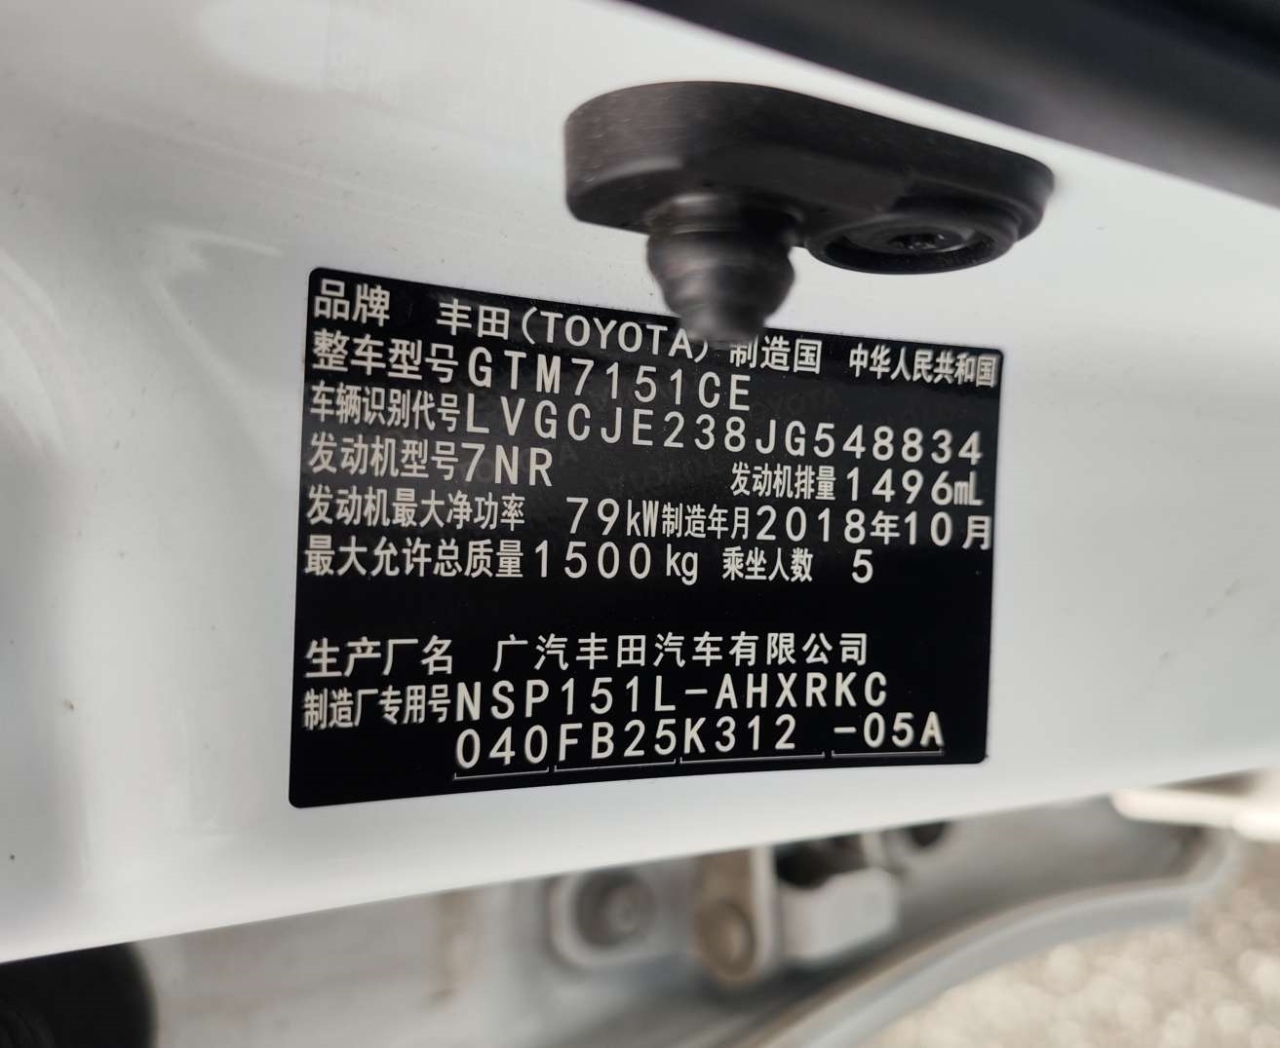 品牌 丰田(TOYOTA) 制造国 中华人民共和国
整车型号GTM7151CE
车辆识别代号LVGCJE238JG548834
发动机型号7NR 发动机排量1496mL
发动机最大净功率 79kW制造年月2018年10月
最大允许总质量1500kg 乘坐人数 5
生产厂名 广汽丰田汽车有限公司
制造厂专用号NSP151L-AHXRKC
040FB25K312 -05A